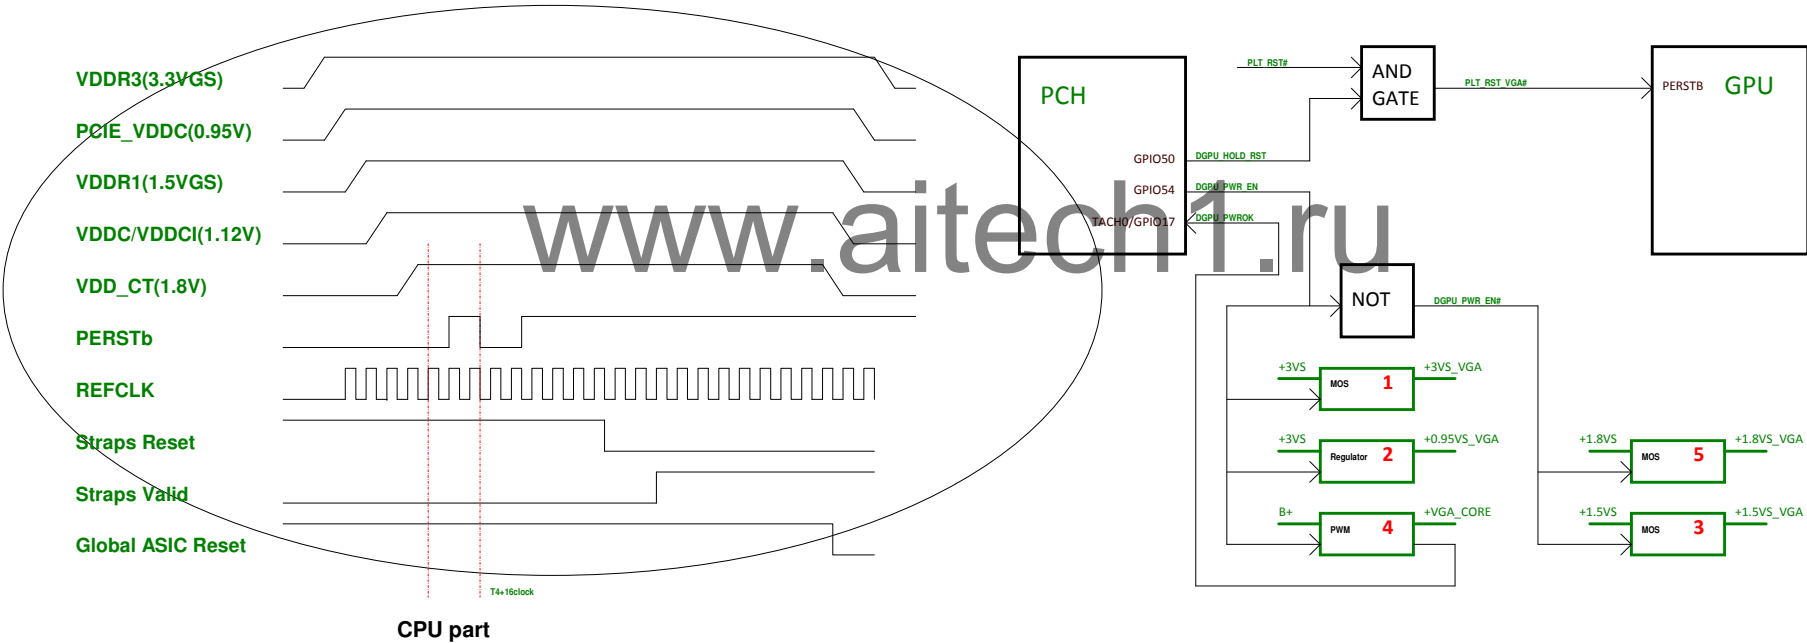 VDDR3(3.3VGS)
PCIE_VDDC(0.95V)
VDDR1(1.5VGS)
VDDC/VDDCI(1.12V)
VDD_CT(1.8V)
PERSTb
REFCLK
Straps Reset
Straps Valid
Global ASIC Reset
T4+16clock
CPU part
www.aitech1.ru
PCH
GPIO50
GPIO54
TACH0/GPIO17
DGPU_HOLD_RST
DGPU_PWR_EN
DGPU_PWROK
PLT_RST#
AND
GATE
PLT_RST_VGA#
PERSTB
GPU
NOT
DGPU_PWR_EN#
+3VS
MOS
1
+3VS_VGA
+3VS
Regulator
2
+0.95VS_VGA
B+
PWM
4
+VGA_CORE
+1.8VS
MOS
5
+1.8VS_VGA
+1.5VS
MOS
3
+1.5VS_VGA